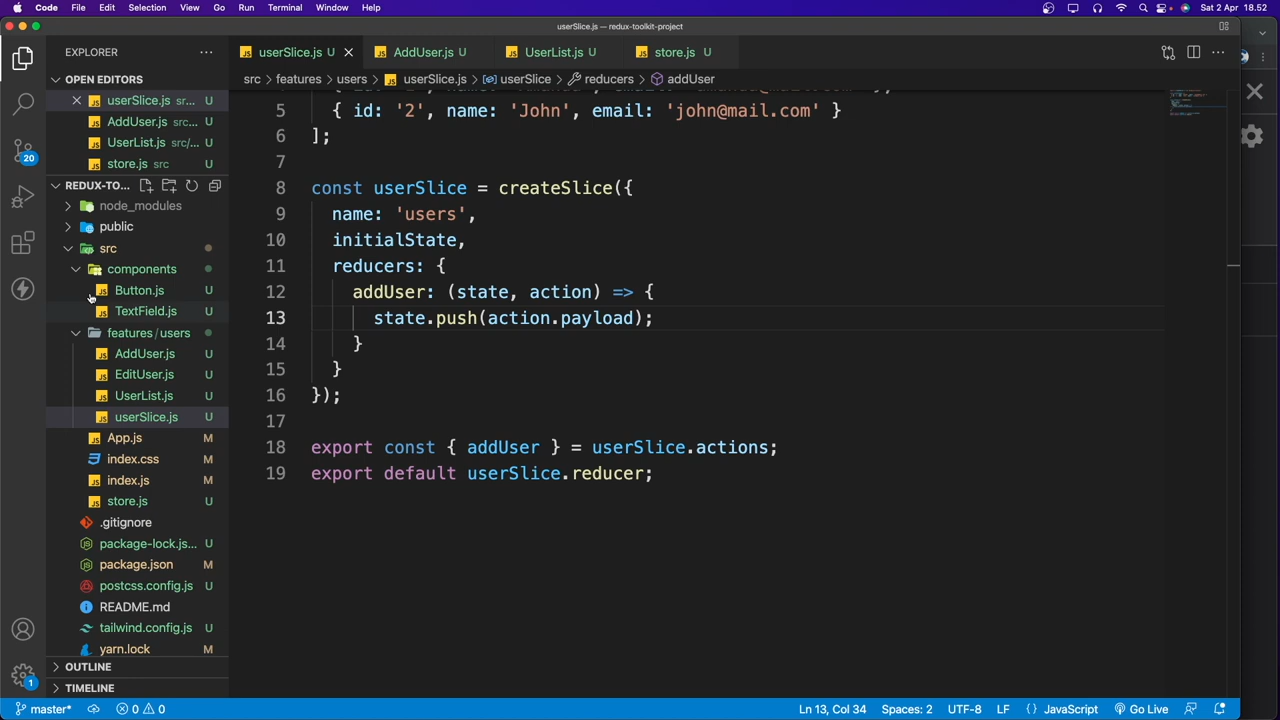 Code File Edit Selection View Go Run Terminal Window Help Sat 2 Apr 18.52
userSlice.js — redux-toolkit-project
EXPLORER
userSlice.js U
AddUser.js U
UserList.js U
store.js U
OPEN EDITORS
src > features > users > userSlice.js > userSlice > reducers > addUser
userSlice.js sr... U
AddUser.js src... U
UserList.js src/... U
store.js src U
REDUX-TO...
node_modules
public
src
components
Button.js U
TextField.js U
features/users
AddUser.js U
EditUser.js U
UserList.js U
userSlice.js U
App.js M
index.css M
index.js M
store.js U
.gitignore
package-lock.js... U
package.json M
postcss.config.js U
README.md
tailwind.config.js U
yarn.lock M
OUTLINE
TIMELINE
5 { id: '2', name: 'John', email: 'john@mail.com' }
6 ];
7
8 const userSlice = createSlice({
9 name: 'users',
10 initialState,
11 reducers: {
12 addUser: (state, action) => {
13 state.push(action.payload);
14 }
15 }
16 });
17
18 export const { addUser } = userSlice.actions;
19 export default userSlice.reducer;
20
1
master* 0 0 Ln 13, Col 34 Spaces: 2 UTF-8 LF {} JavaScript Go Live